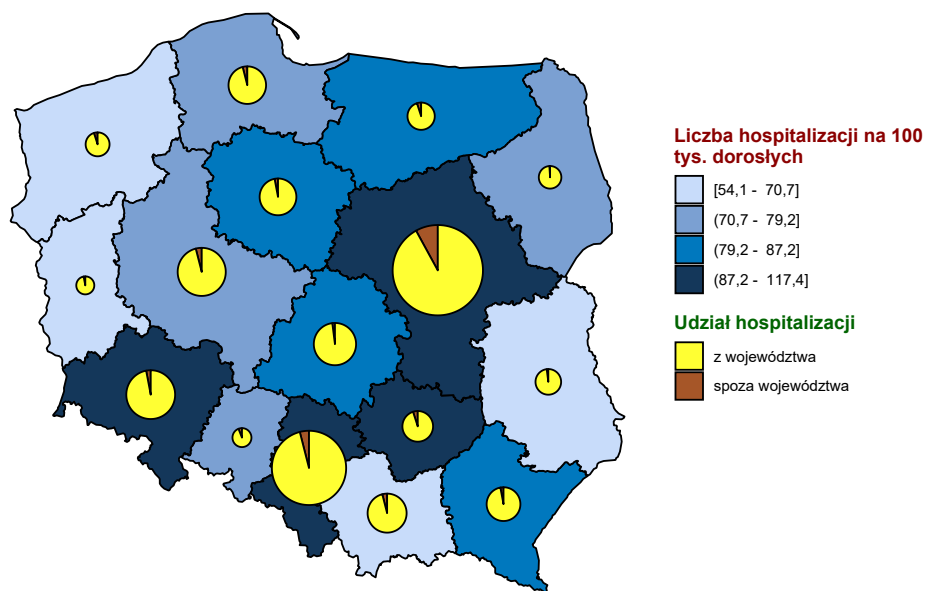 Liczba hospitalizacji na 100
tys. dorosłych
[54,1 - 70,7]
(70,7 - 79,2]
(79,2 - 87,2]
(87,2 - 117,4]
Udział hospitalizacji
z województwa
spoza województwa